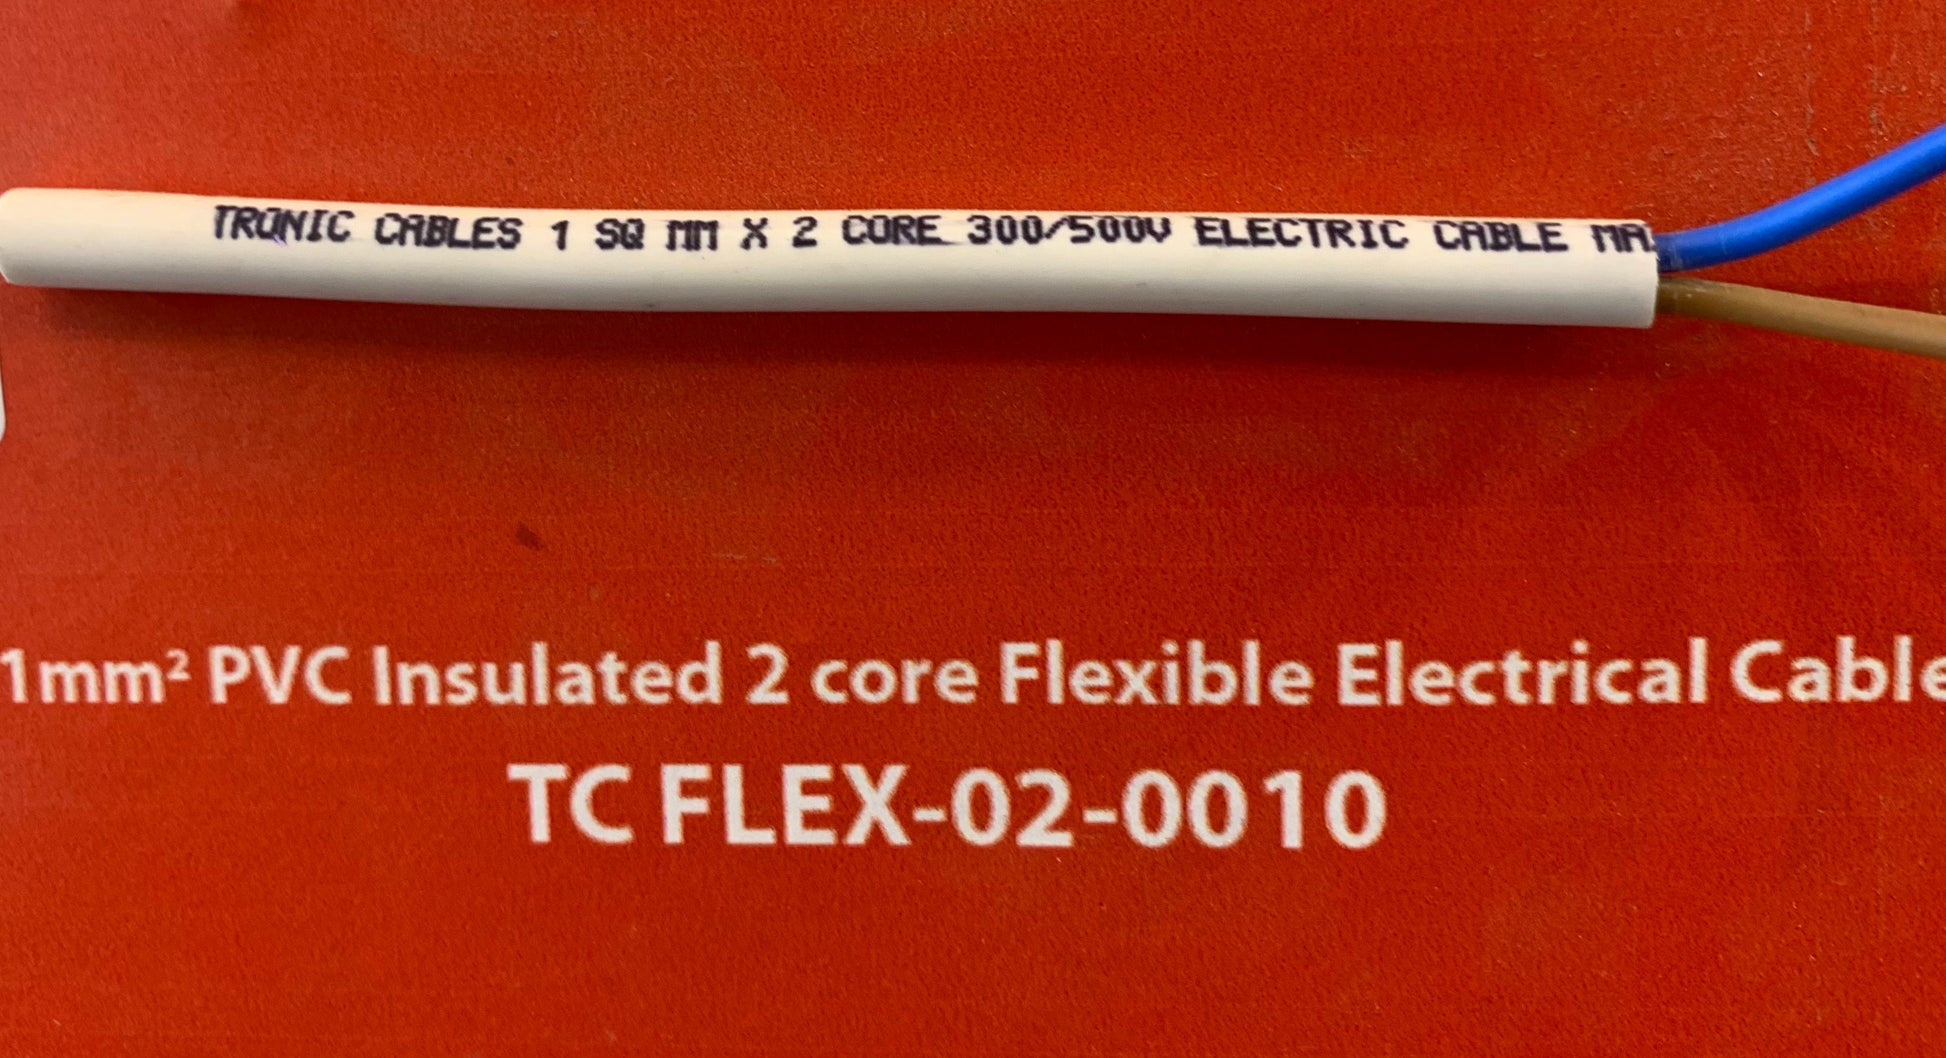 TRONIC CABLES 1 SQ MM X 2 CORE 300/500V ELECTRIC CABLE MA
1mm² PVC Insulated 2 core Flexible Electrical Cable
TC FLEX-02-0010